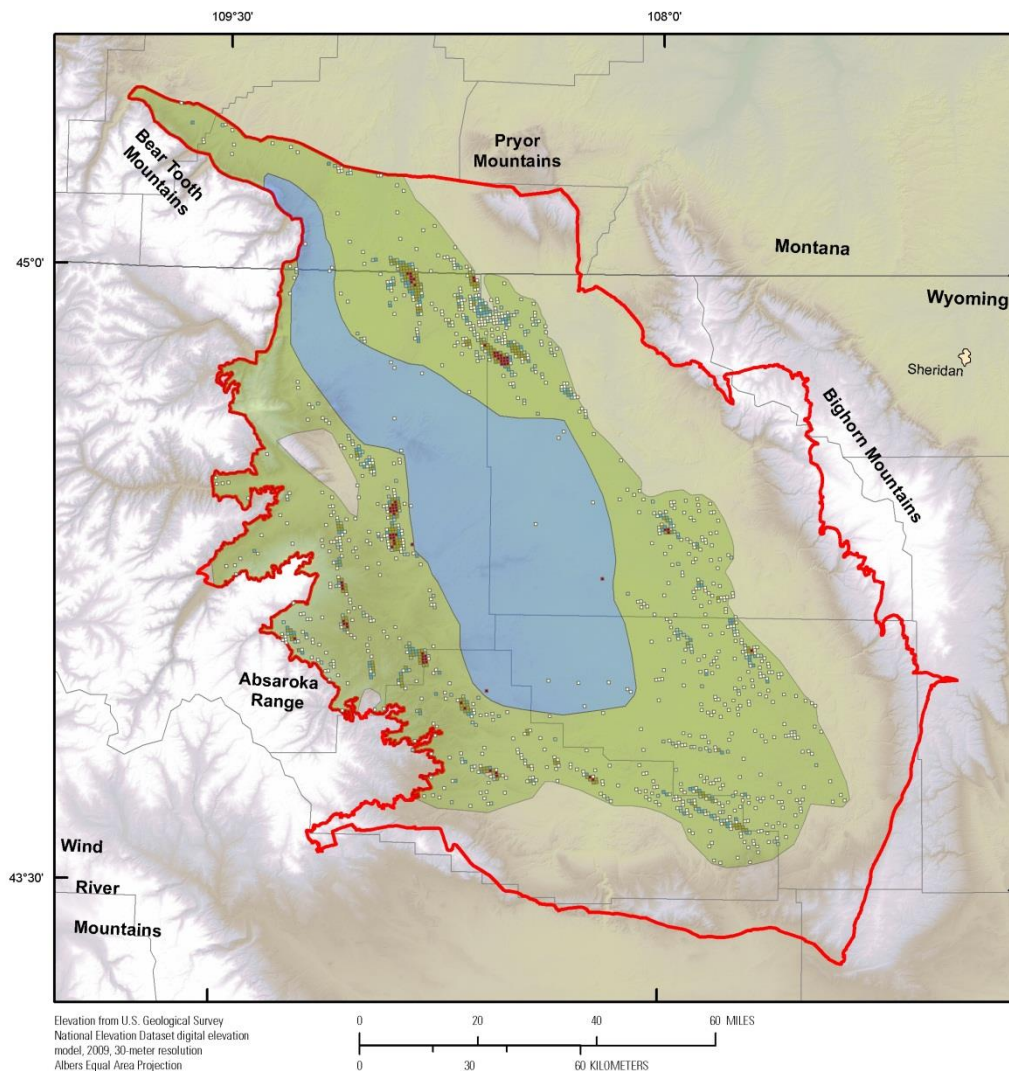 109°30'
108°0'
Bear Tooth
Mountains
Pryor
Mountains
Montana
45°0'
Wyoming
Sheridan
Bighorn Mountains
Absaroka
Range
Wind
River
Mountains
43°30'
Elevation from U.S. Geological Survey
National Elevation Dataset digital elevation
model, 2009, 30-meter resolution
Albers Equal Area Projection
0 20 40 60 MILES
0 30 60 KILOMETERS